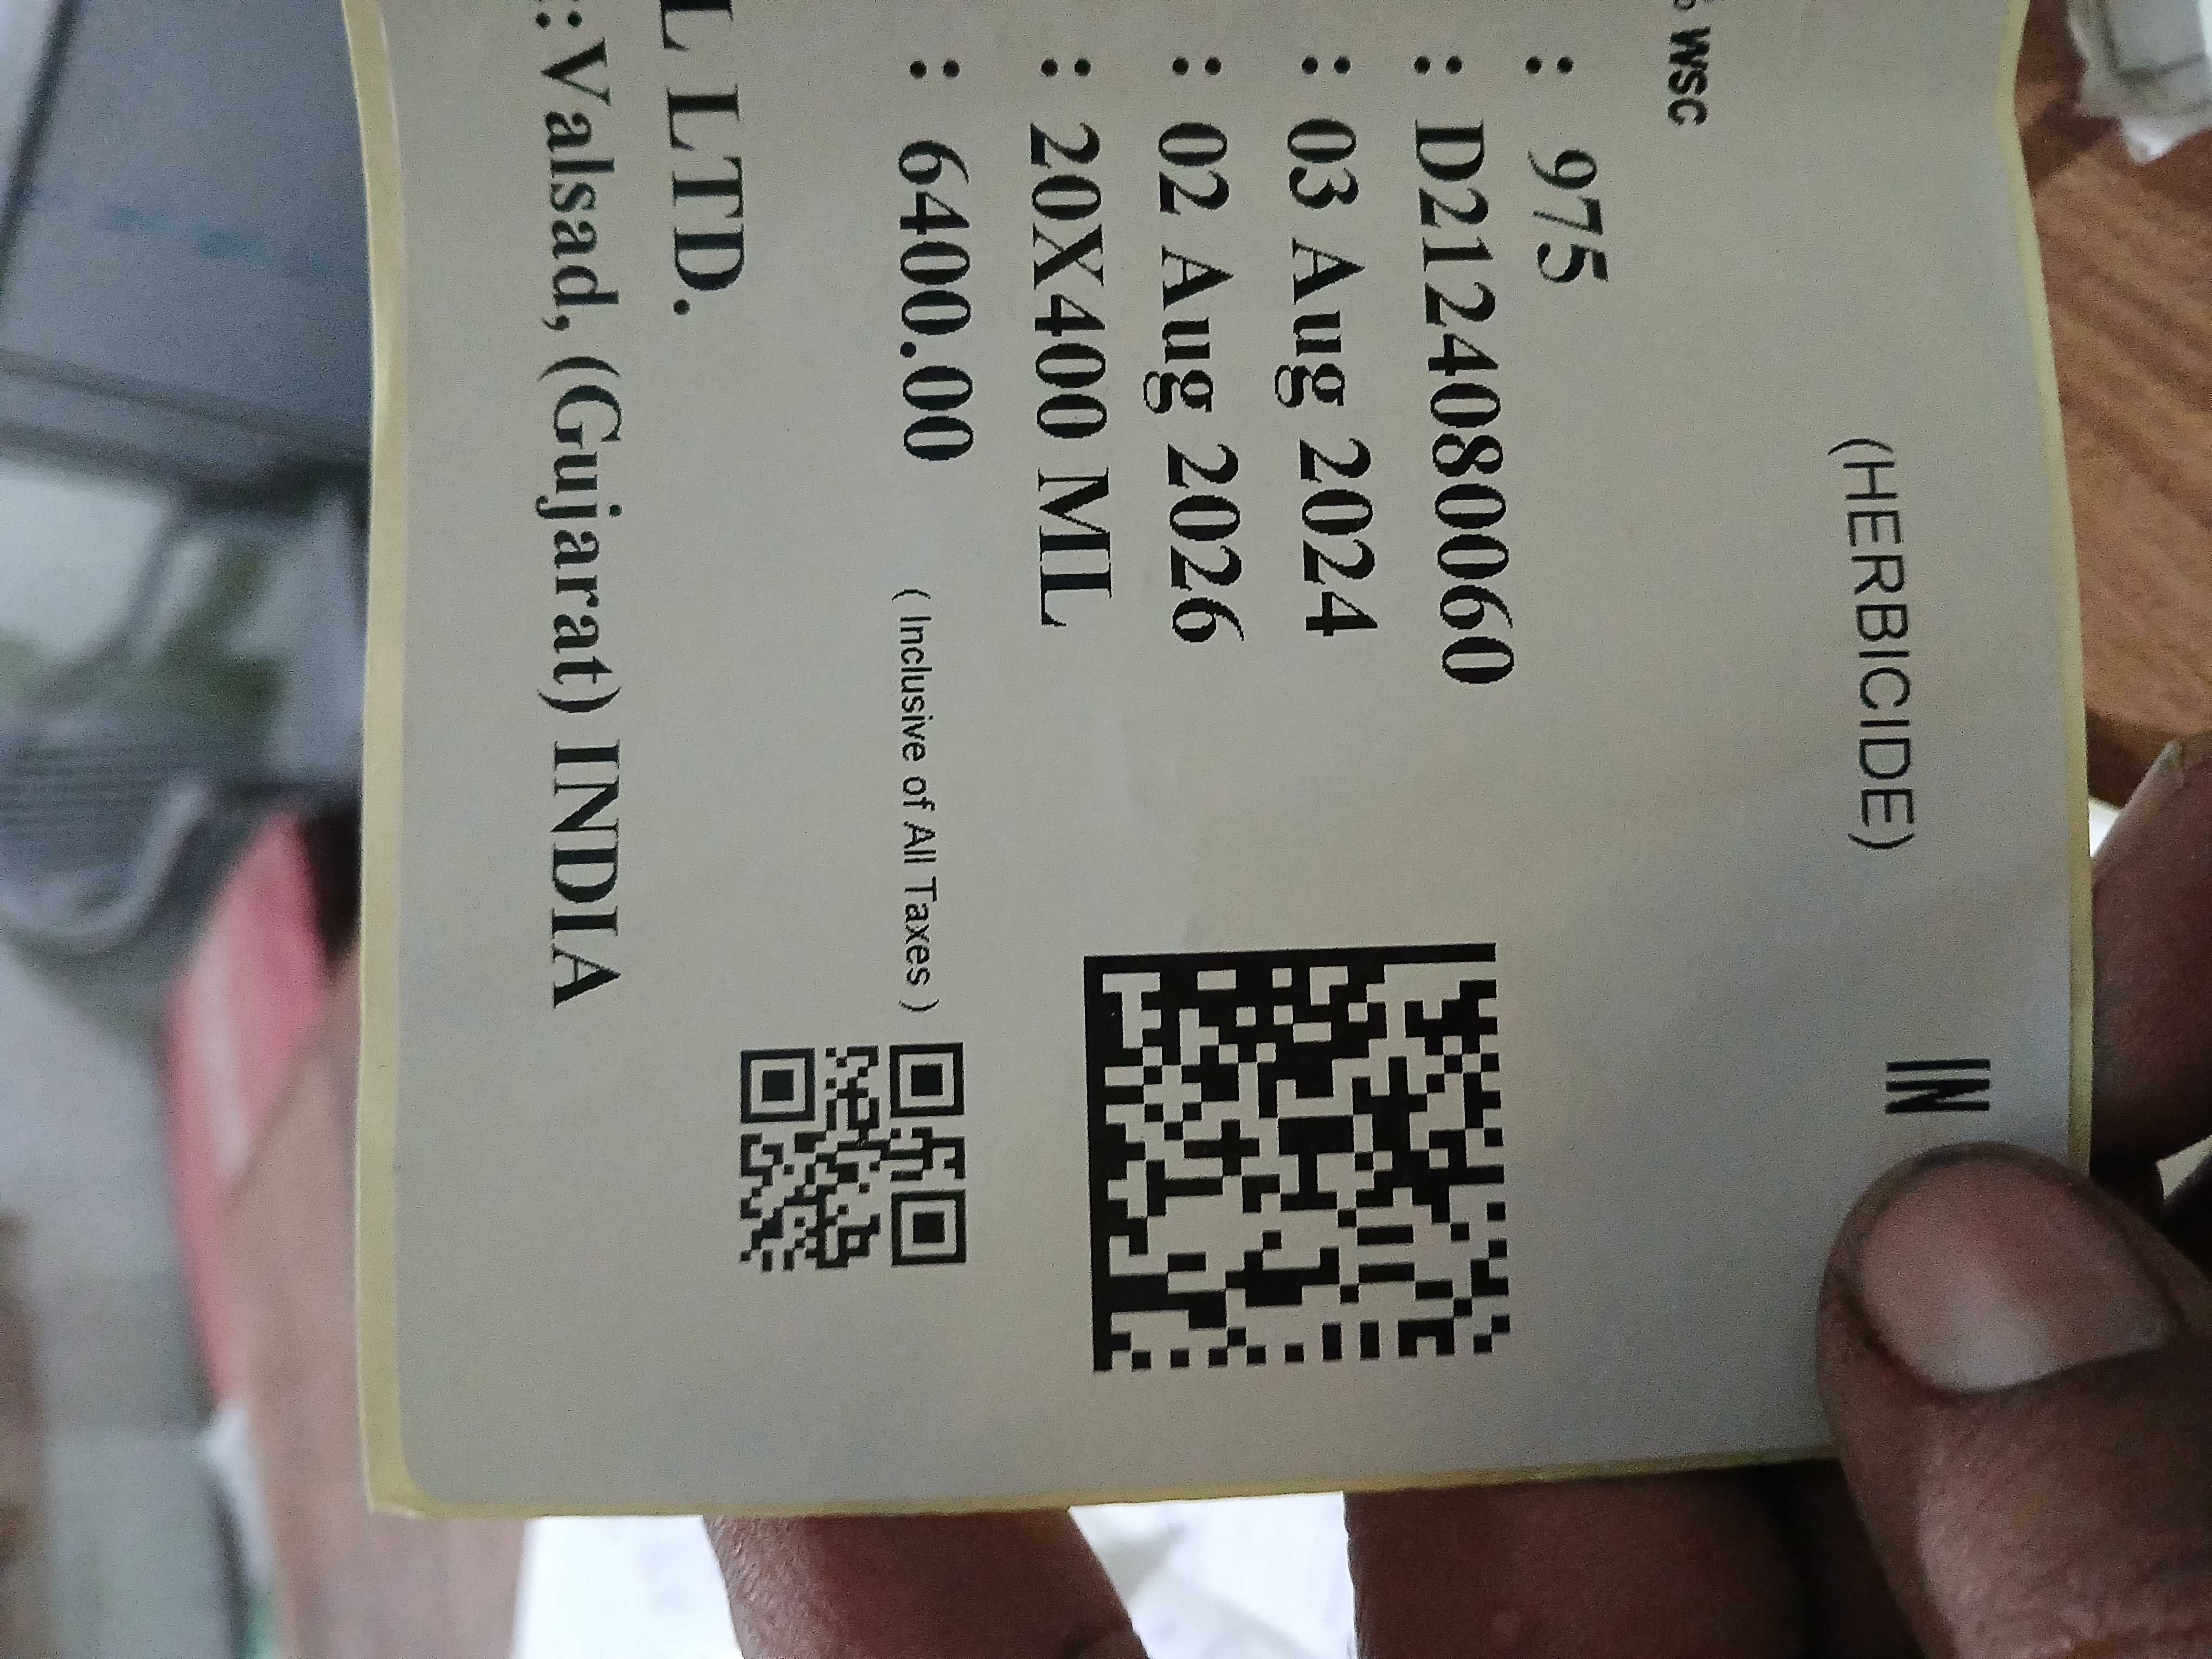 (HERBICIDE) IN
WSC
: 975
: D2124080060
: 03 Aug 2024
: 02 Aug 2026
: 20X400 ML
: 6400.00 ( Inclusive of All Taxes )
L LTD.
::Valsad, (Gujarat) INDIA